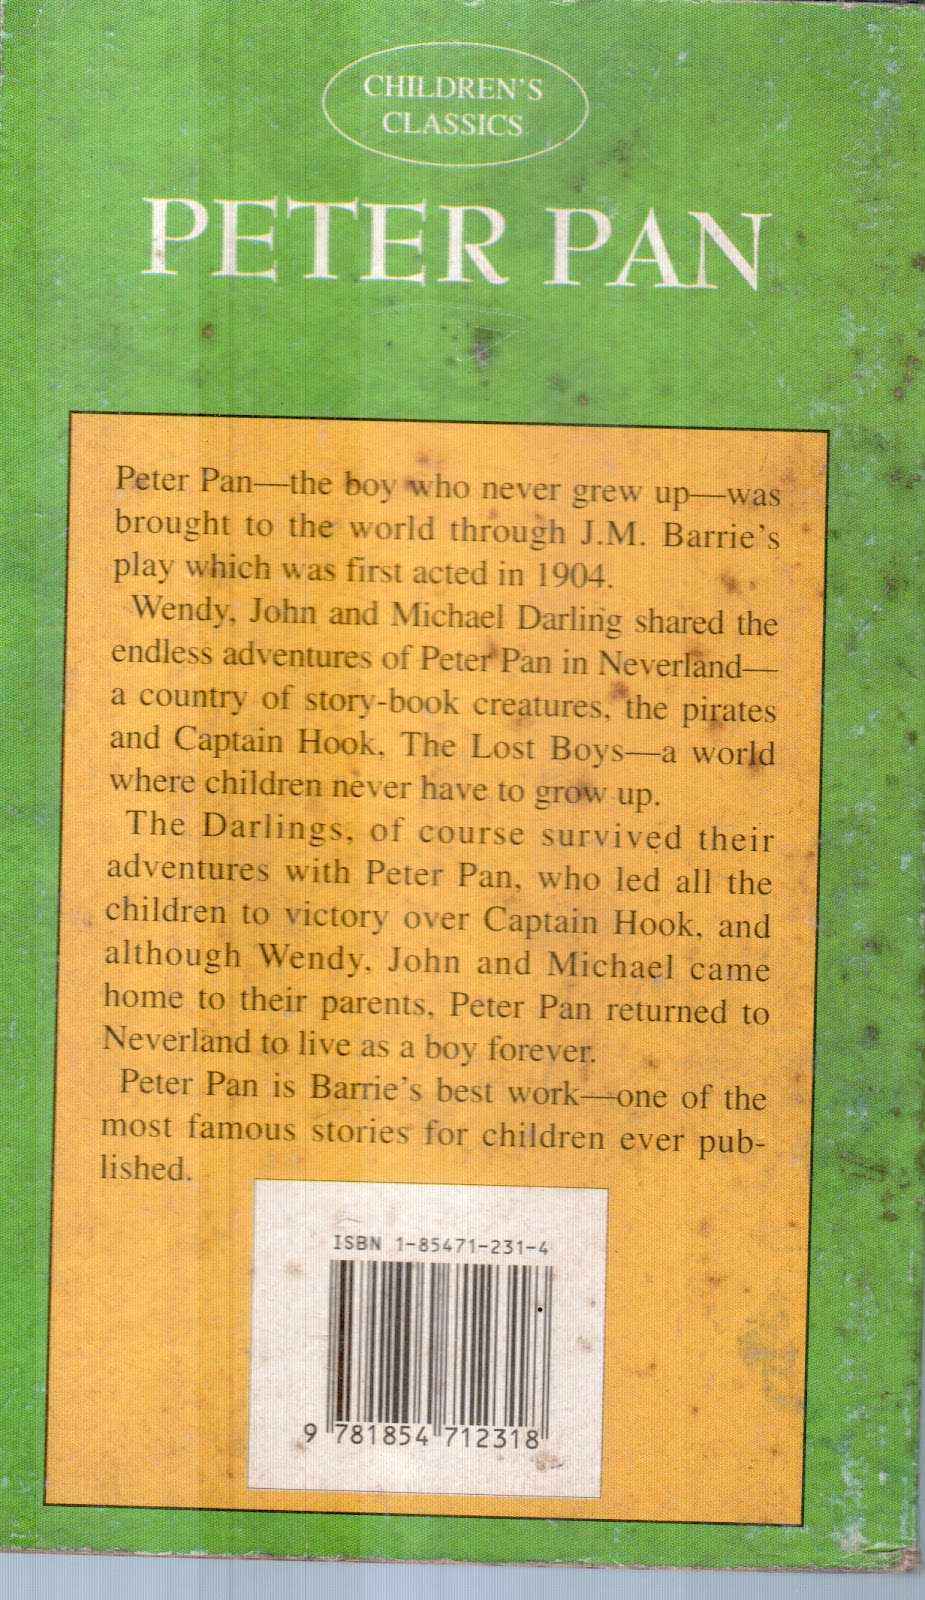 CHILDREN'S
CLASSICS
PETER PAN
Peter Pan—the boy who never grew up—was
brought to the world through J.M. Barrie's
play which was first acted in 1904.
Wendy, John and Michael Darling shared the
endless adventures of Peter Pan in Neverland—
a country of story-book creatures, the pirates
and Captain Hook, The Lost Boys—a world
where children never have to grow up.
The Darlings, of course survived their
adventures with Peter Pan, who led all the
children to victory over Captain Hook, and
although Wendy, John and Michael came
home to their parents, Peter Pan returned to
Neverland to live as a boy forever.
Peter Pan is Barrie's best work—one of the
most famous stories for children ever pub-
lished.
ISBN 1-85471-231-4
9 781854 712318